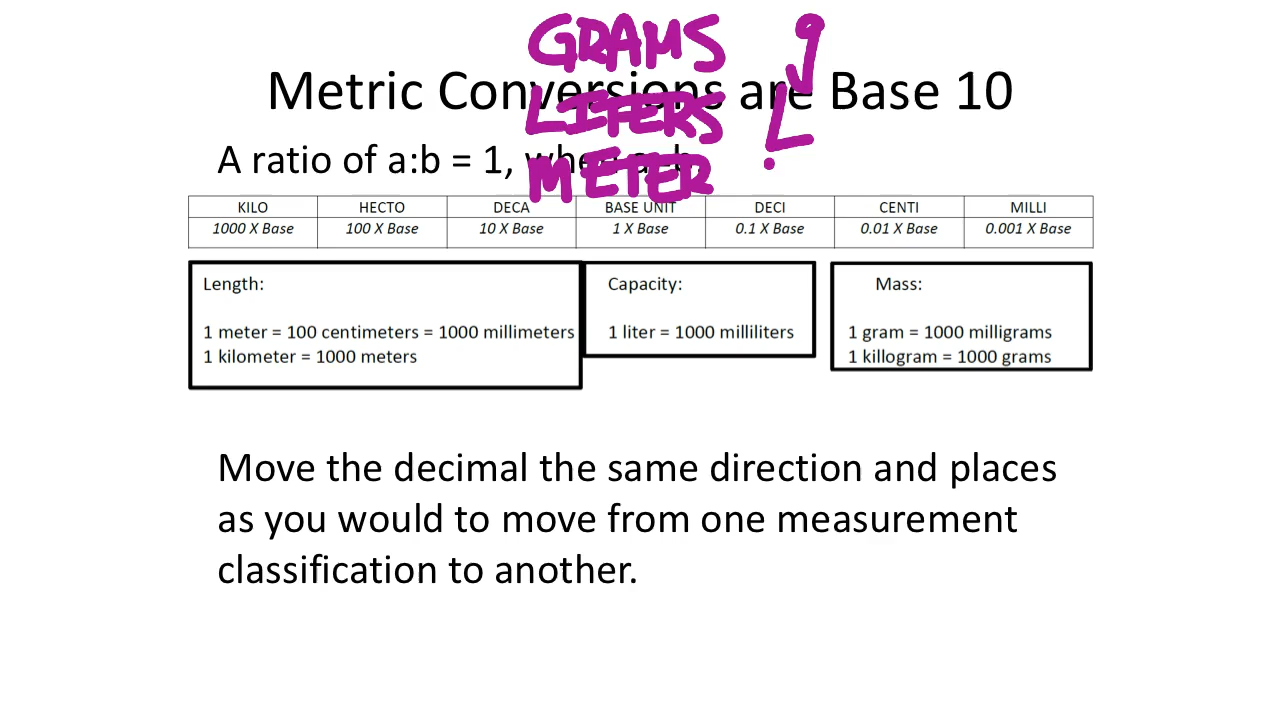 GRAMS g
Metric Conversions are Base 10
LITERS L
A ratio of a:b = 1, when a=b.
METER
KILO HECTO DECA BASE UNIT DECI CENTI MILLI
1000 X Base 100 X Base 10 X Base 1 X Base 0.1 X Base 0.01 X Base 0.001 X Base
Length: Capacity: Mass:
1 meter = 100 centimeters = 1000 millimeters 1 liter = 1000 milliliters 1 gram = 1000 milligrams
1 kilometer = 1000 meters 1 killogram = 1000 grams
Move the decimal the same direction and places
as you would to move from one measurement
classification to another.